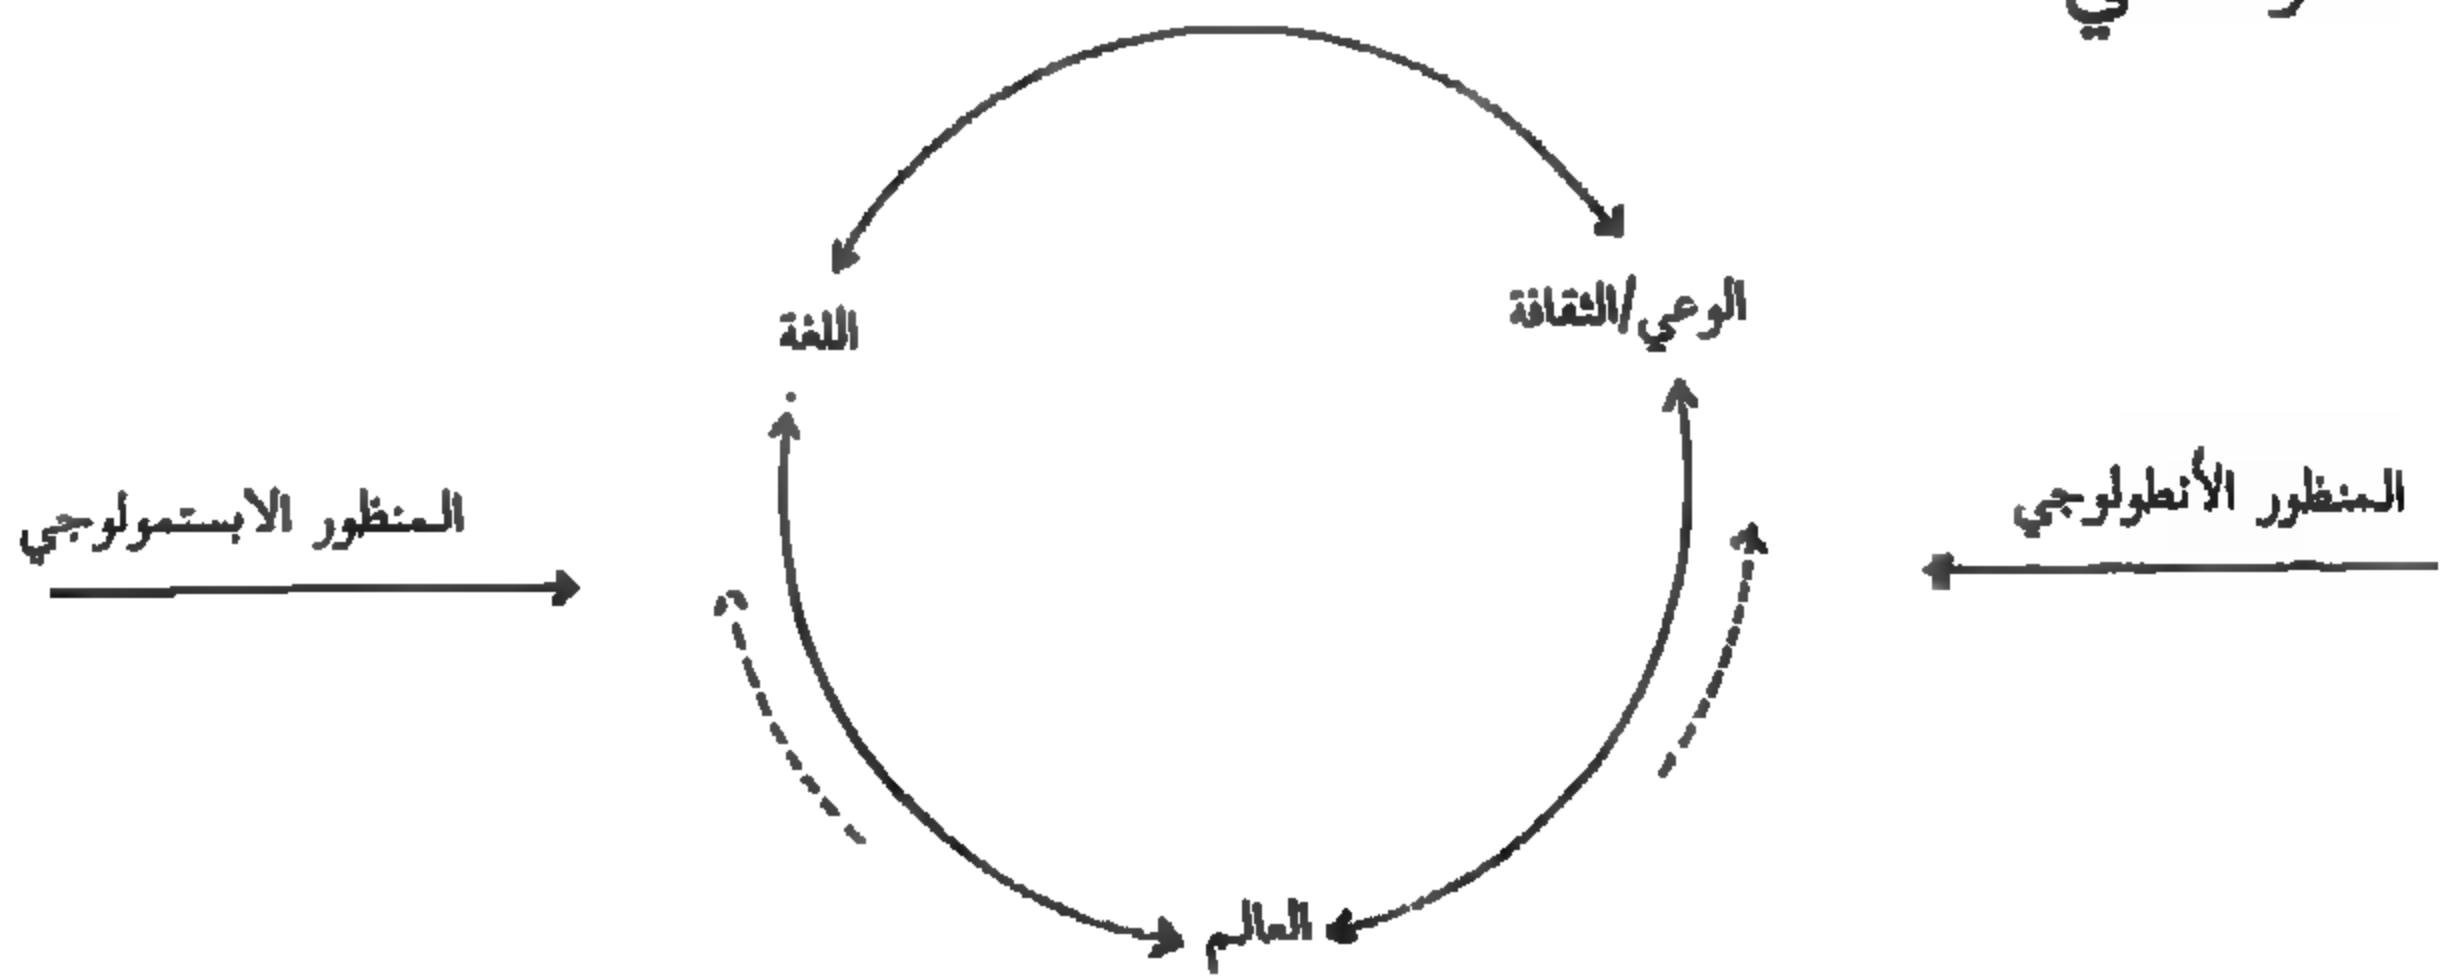 الوعي/الثقافة
اللغة
المنظور الأنطولوجي
المنظور الابستمولوجي
العالم